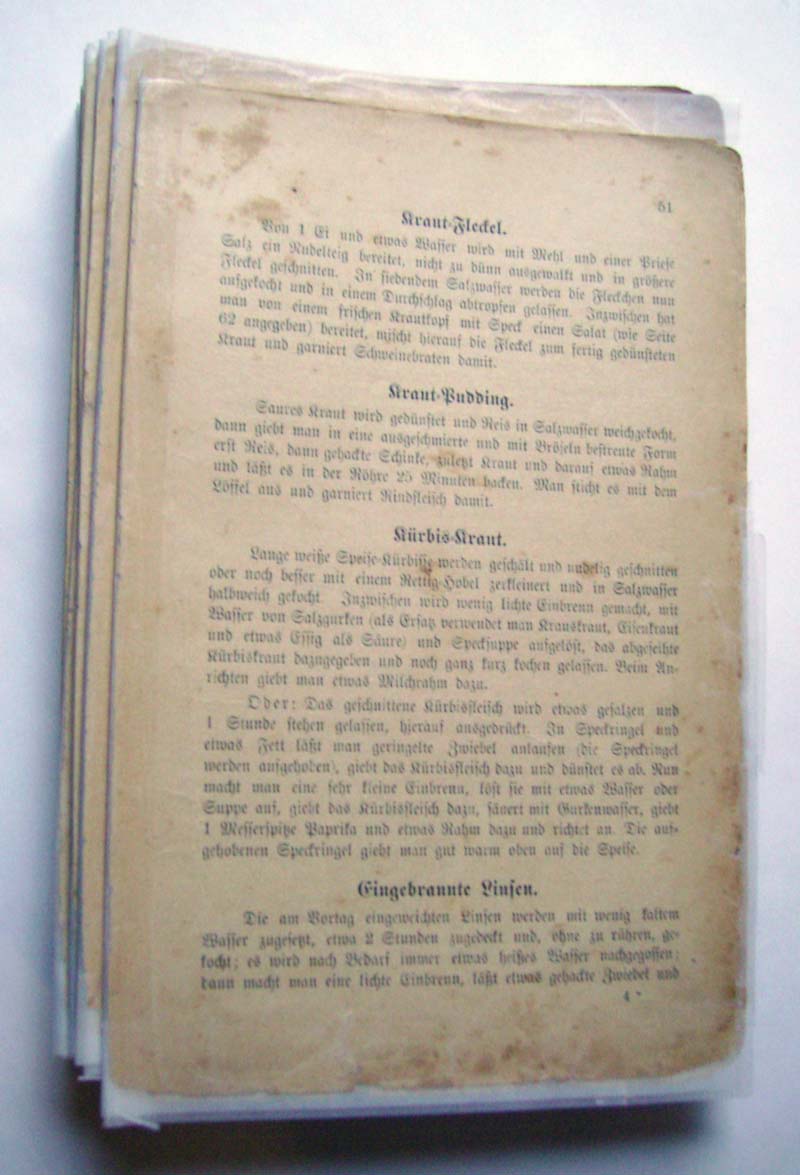 51
Kraut-Fleckel.
Von 1 Ei und etwas Wasser wird mit Mehl und einer Priese
Salz ein Nudelteig bereitet, nicht zu dünn ausgewalkt und in größere
Fleckel geschnitten. In siedendem Salzwasser werden die Fleckchen nun
aufgekocht und in einem Durchschlag abtropfen gelassen. Inzwischen hat
man von einem frischen Krautkopf mit Speck einen Salat (wie Seite
62 angegeben) bereitet, mischt hierauf die Fleckel zum fertig gedünsteten
Kraut und garniert Schweinebraten damit.
Kraut-Pudding.
Saures Kraut wird gedünstet und Reis in Salzwasser weichgekocht,
dann giebt man in eine ausgeschmierte und mit Bröseln bestreute Form
erst Reis, dann gehackte Schinke, zuletzt Kraut und darauf etwas Rahm
und läßt es in der Röhre 25 Minuten backen. Man sticht es mit dem
Löffel aus und garniert Rindfleisch damit.
Kürbis-Kraut.
Lange weiße Speise-Kürbisse werden geschält und nudelig geschnitten
oder noch besser mit einem Rettig-Hobel zerkleinert und in Salzwasser
halbweich gekocht. Inzwischen wird wenig lichte Einbrenn gemacht, mit
Wasser von Salzgurken (als Ersatz verwendet man Krauskraut, Eisenkraut
und etwas Essig als Säure) und Specksuppe aufgelöst, das abgeseihte
Kürbiskraut dazugegeben und noch ganz kurz kochen gelassen. Beim An-
richten giebt man etwas Milchrahm dazu.
Oder: Das geschnittene Kürbisfleisch wird etwas gesalzen und
1 Stunde stehen gelassen, hierauf ausgedrückt. In Speckringel und
etwas Fett läßt man geringelte Zwiebel anlaufen (die Speckringel
werden aufgehoben), giebt das Kürbisfleisch dazu und dünstet es ab. Nun
macht man eine sehr kleine Einbrenn, löst sie mit etwas Wasser oder
Suppe auf, giebt das Kürbisfleisch dazu, säuert mit Gurkenwasser, giebt
1 Messerspitze Paprika und etwas Rahm dazu und richtet an. Die auf-
gehobenen Speckringel giebt man gut warm oben auf die Speise.
Eingebrannte Linsen.
Die am Vortag eingeweichten Linsen werden mit wenig kaltem
Wasser zugesetzt, etwa 2 Stunden zugedeckt und, ohne zu rühren, ge-
kocht; es wird nach Bedarf immer etwas heißes Wasser nachgegossen;
dann macht man eine lichte Einbrenn, läßt etwas gehackte Zwiebel und
4